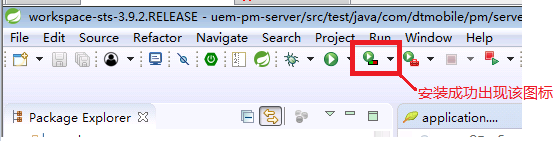 workspace-sts-3.9.2.RELEASE - uem-pm-server/src/test/java/com/dtmobile/pm/serve
File Edit Source Refactor Navigate Search Project Run Window Help
安装成功出现该图标
Package Explorer
application....